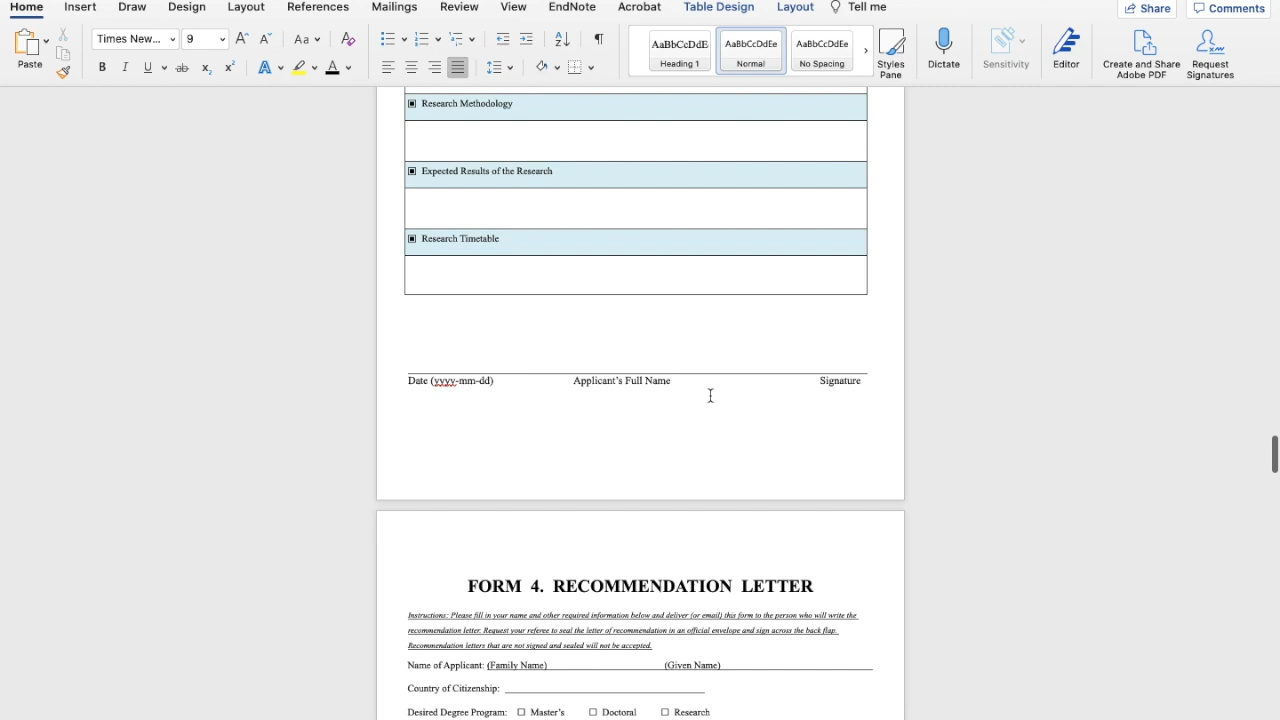 Home Insert Draw Design Layout References Mailings Review View EndNote Acrobat Table Design Layout Tell me Share Comments
Paste Times New... 9 Aa AaBbCcDdE Heading 1 AaBbCcDdEe Normal AaBbCcDdEe No Spacing Styles Pane Dictate Sensitivity Editor Create and Share Adobe PDF Request Signatures
Research Methodology
Expected Results of the Research
Research Timetable
Date (yyyy-mm-dd) Applicant's Full Name Signature
FORM 4. RECOMMENDATION LETTER
Instructions: Please fill in your name and other required information below and deliver (or email) this form to the person who will write the
recommendation letter. Request your referee to seal the letter of recommendation in an official envelope and sign across the back flap.
Recommendation letters that are not signed and sealed will not be accepted.
Name of Applicant: (Family Name) (Given Name)
Country of Citizenship:
Desired Degree Program: ☐ Master's ☐ Doctoral ☐ Research